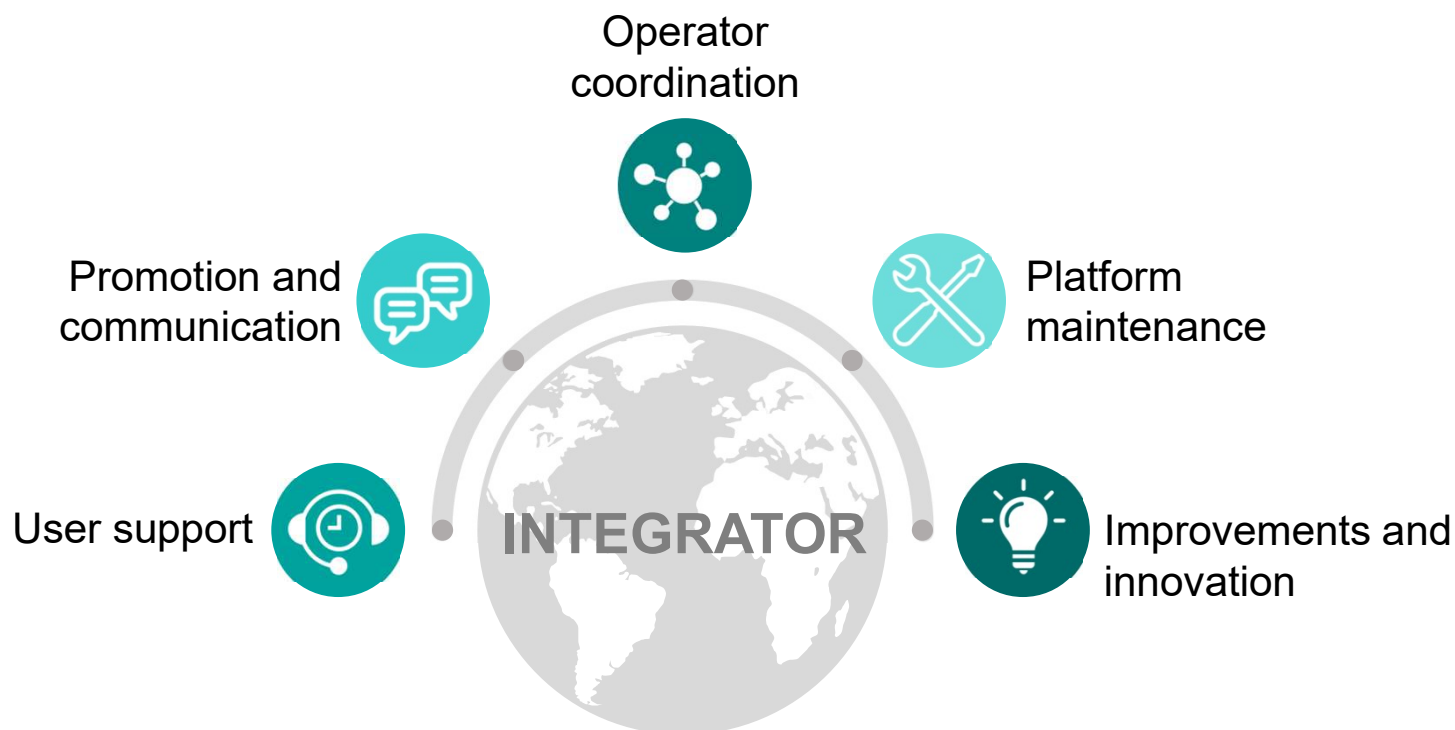 Operator
coordination
Promotion and
communication
Platform
maintenance
User support
INTEGRATOR
Improvements and
innovation